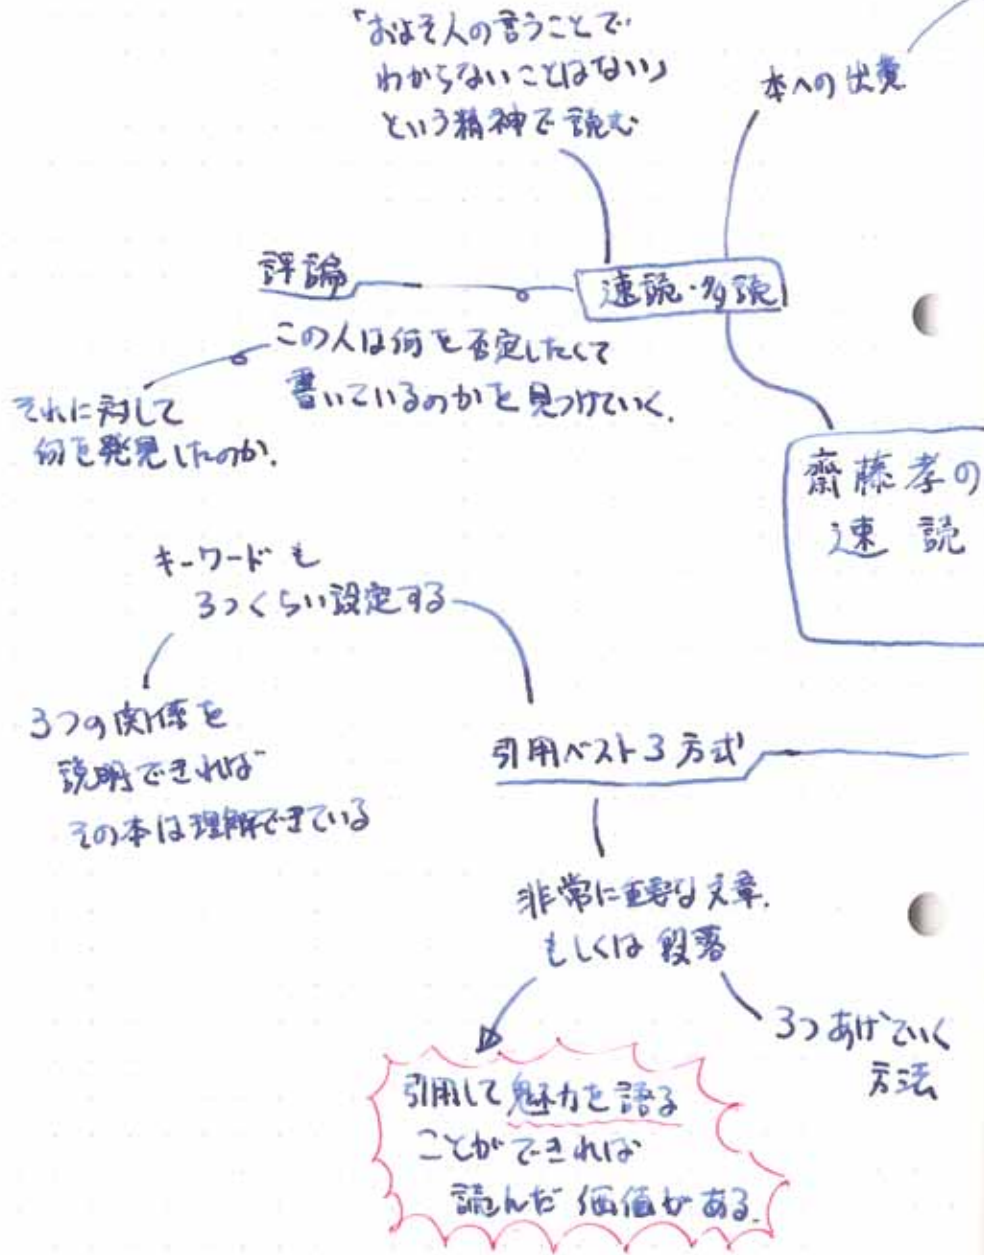 「およそ人の言うことで
わからないことはない」
という精神で読む
本への出費
速読・多読
評論
この人は何を否定したくて
書いているのかを見つけていく.
それに対して
何を発見したのか.
齋藤孝の
速読
キーワードも
3つくらい設定する
3つの関係を
説明できれば
その本は理解できている
引用ベスト3方式
非常に重要な文章.
もしくは段落
3つあげていく
方法
引用して魅力を語る
ことができれば
読んだ価値がある.